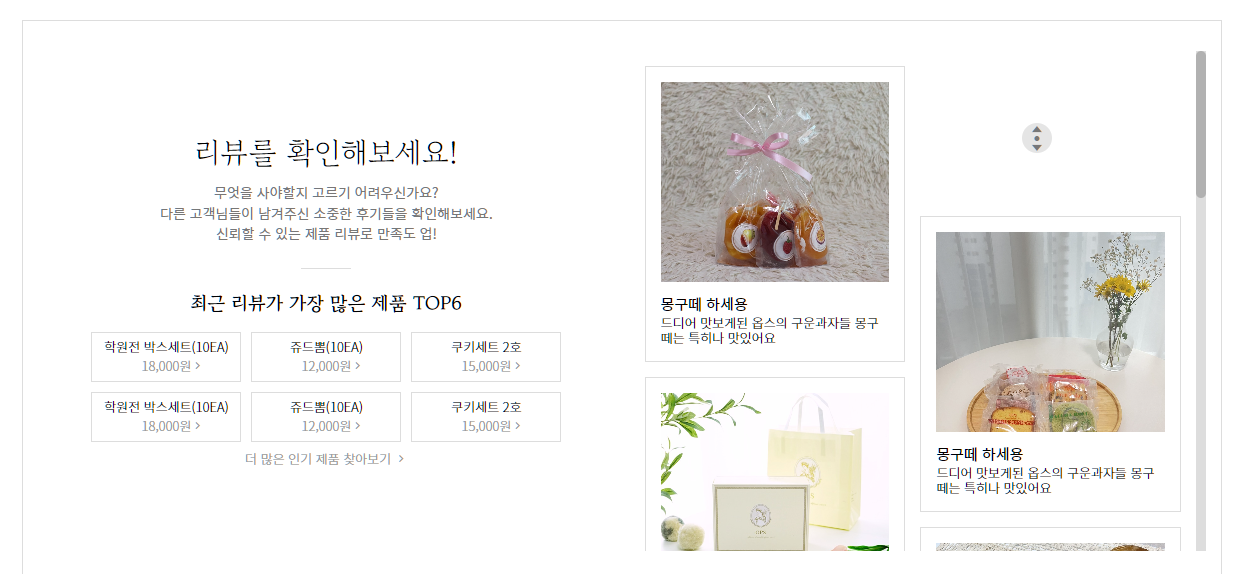 리뷰를 확인해보세요!
무엇을 사야할지 고르기 어려우신가요?
다른 고객님들이 남겨주신 소중한 후기들을 확인해보세요.
신뢰할 수 있는 제품 리뷰로 만족도 업!
최근 리뷰가 가장 많은 제품 TOP6
학원전 박스세트(10EA)
18,000원 >
쥬드뽐(10EA)
12,000원 >
쿠키세트 2호
15,000원 >
학원전 박스세트(10EA)
18,000원 >
쥬드뽐(10EA)
12,000원 >
쿠키세트 2호
15,000원 >
더 많은 인기 제품 찾아보기 >
몽구떼 하세용
드디어 맛보게된 옵스의 구운과자들 몽구
떼는 특히나 맛있어요
OPS
몽구떼 하세용
드디어 맛보게된 옵스의 구운과자들 몽구
떼는 특히나 맛있어요